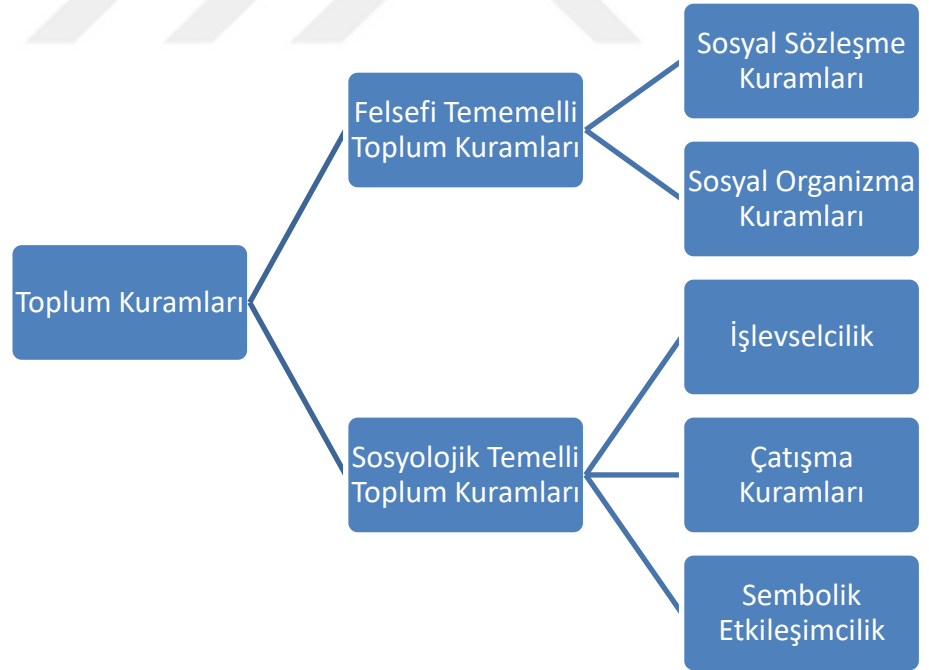 Toplum Kuramları
Felsefi Tememelli
Toplum Kuramları
Sosyal Sözleşme
Kuramları
Sosyal Organizma
Kuramları
Sosyolojik Temelli
Toplum Kuramları
İşlevselcilik
Çatışma
Kuramları
Sembolik
Etkileşimcilik